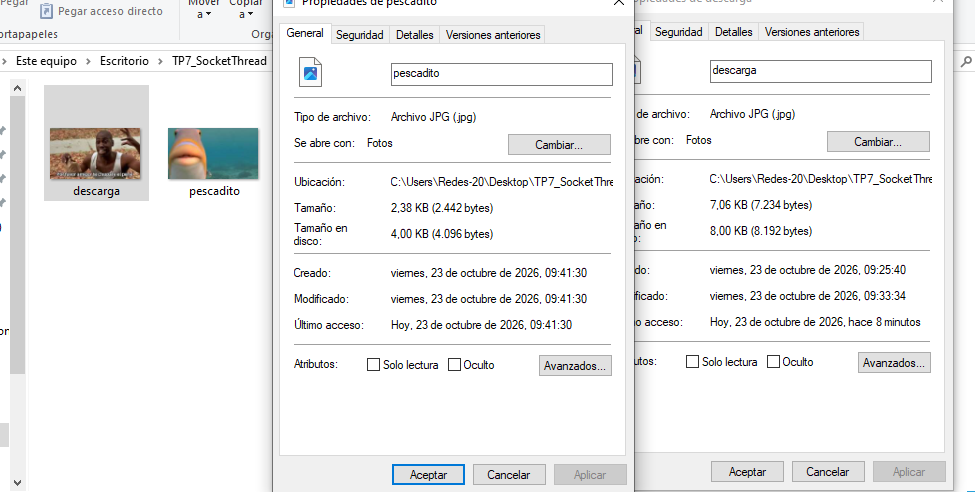 Pegar
Pegar acceso directo
Mover
a
Copiar
a
ortapapeles
Orga
Este equipo > Escritorio > TP7_SocketThread
descarga
pescadito
Propiedades de pescadito
General
Seguridad
Detalles
Versiones anteriores
pescadito
Tipo de archivo: Archivo JPG (.jpg)
Se abre con: Fotos
Cambiar...
Ubicación: C:\Users\Redes-20\Desktop\TP7_SocketThre
Tamaño: 2,38 KB (2.442 bytes)
Tamaño en
disco:
4,00 KB (4.096 bytes)
Creado: viernes, 23 de octubre de 2026, 09:41:30
Modificado: viernes, 23 de octubre de 2026, 09:41:30
Último acceso: Hoy, 23 de octubre de 2026, 09:41:30
Atributos: Solo lectura Oculto Avanzados...
Aceptar Cancelar Aplicar
piedades de descarga
al
Seguridad
Detalles
Versiones anteriores
descarga
de archivo: Archivo JPG (.jpg)
bre con: Fotos
Cambiar...
cación: C:\Users\Redes-20\Desktop\TP7_SocketThre
año: 7,06 KB (7.234 bytes)
año en
o:
8,00 KB (8.192 bytes)
do: viernes, 23 de octubre de 2026, 09:25:40
ificado: viernes, 23 de octubre de 2026, 09:33:34
mo acceso: Hoy, 23 de octubre de 2026, hace 8 minutos
utos: Solo lectura Oculto Avanzados...
Aceptar Cancelar Aplicar